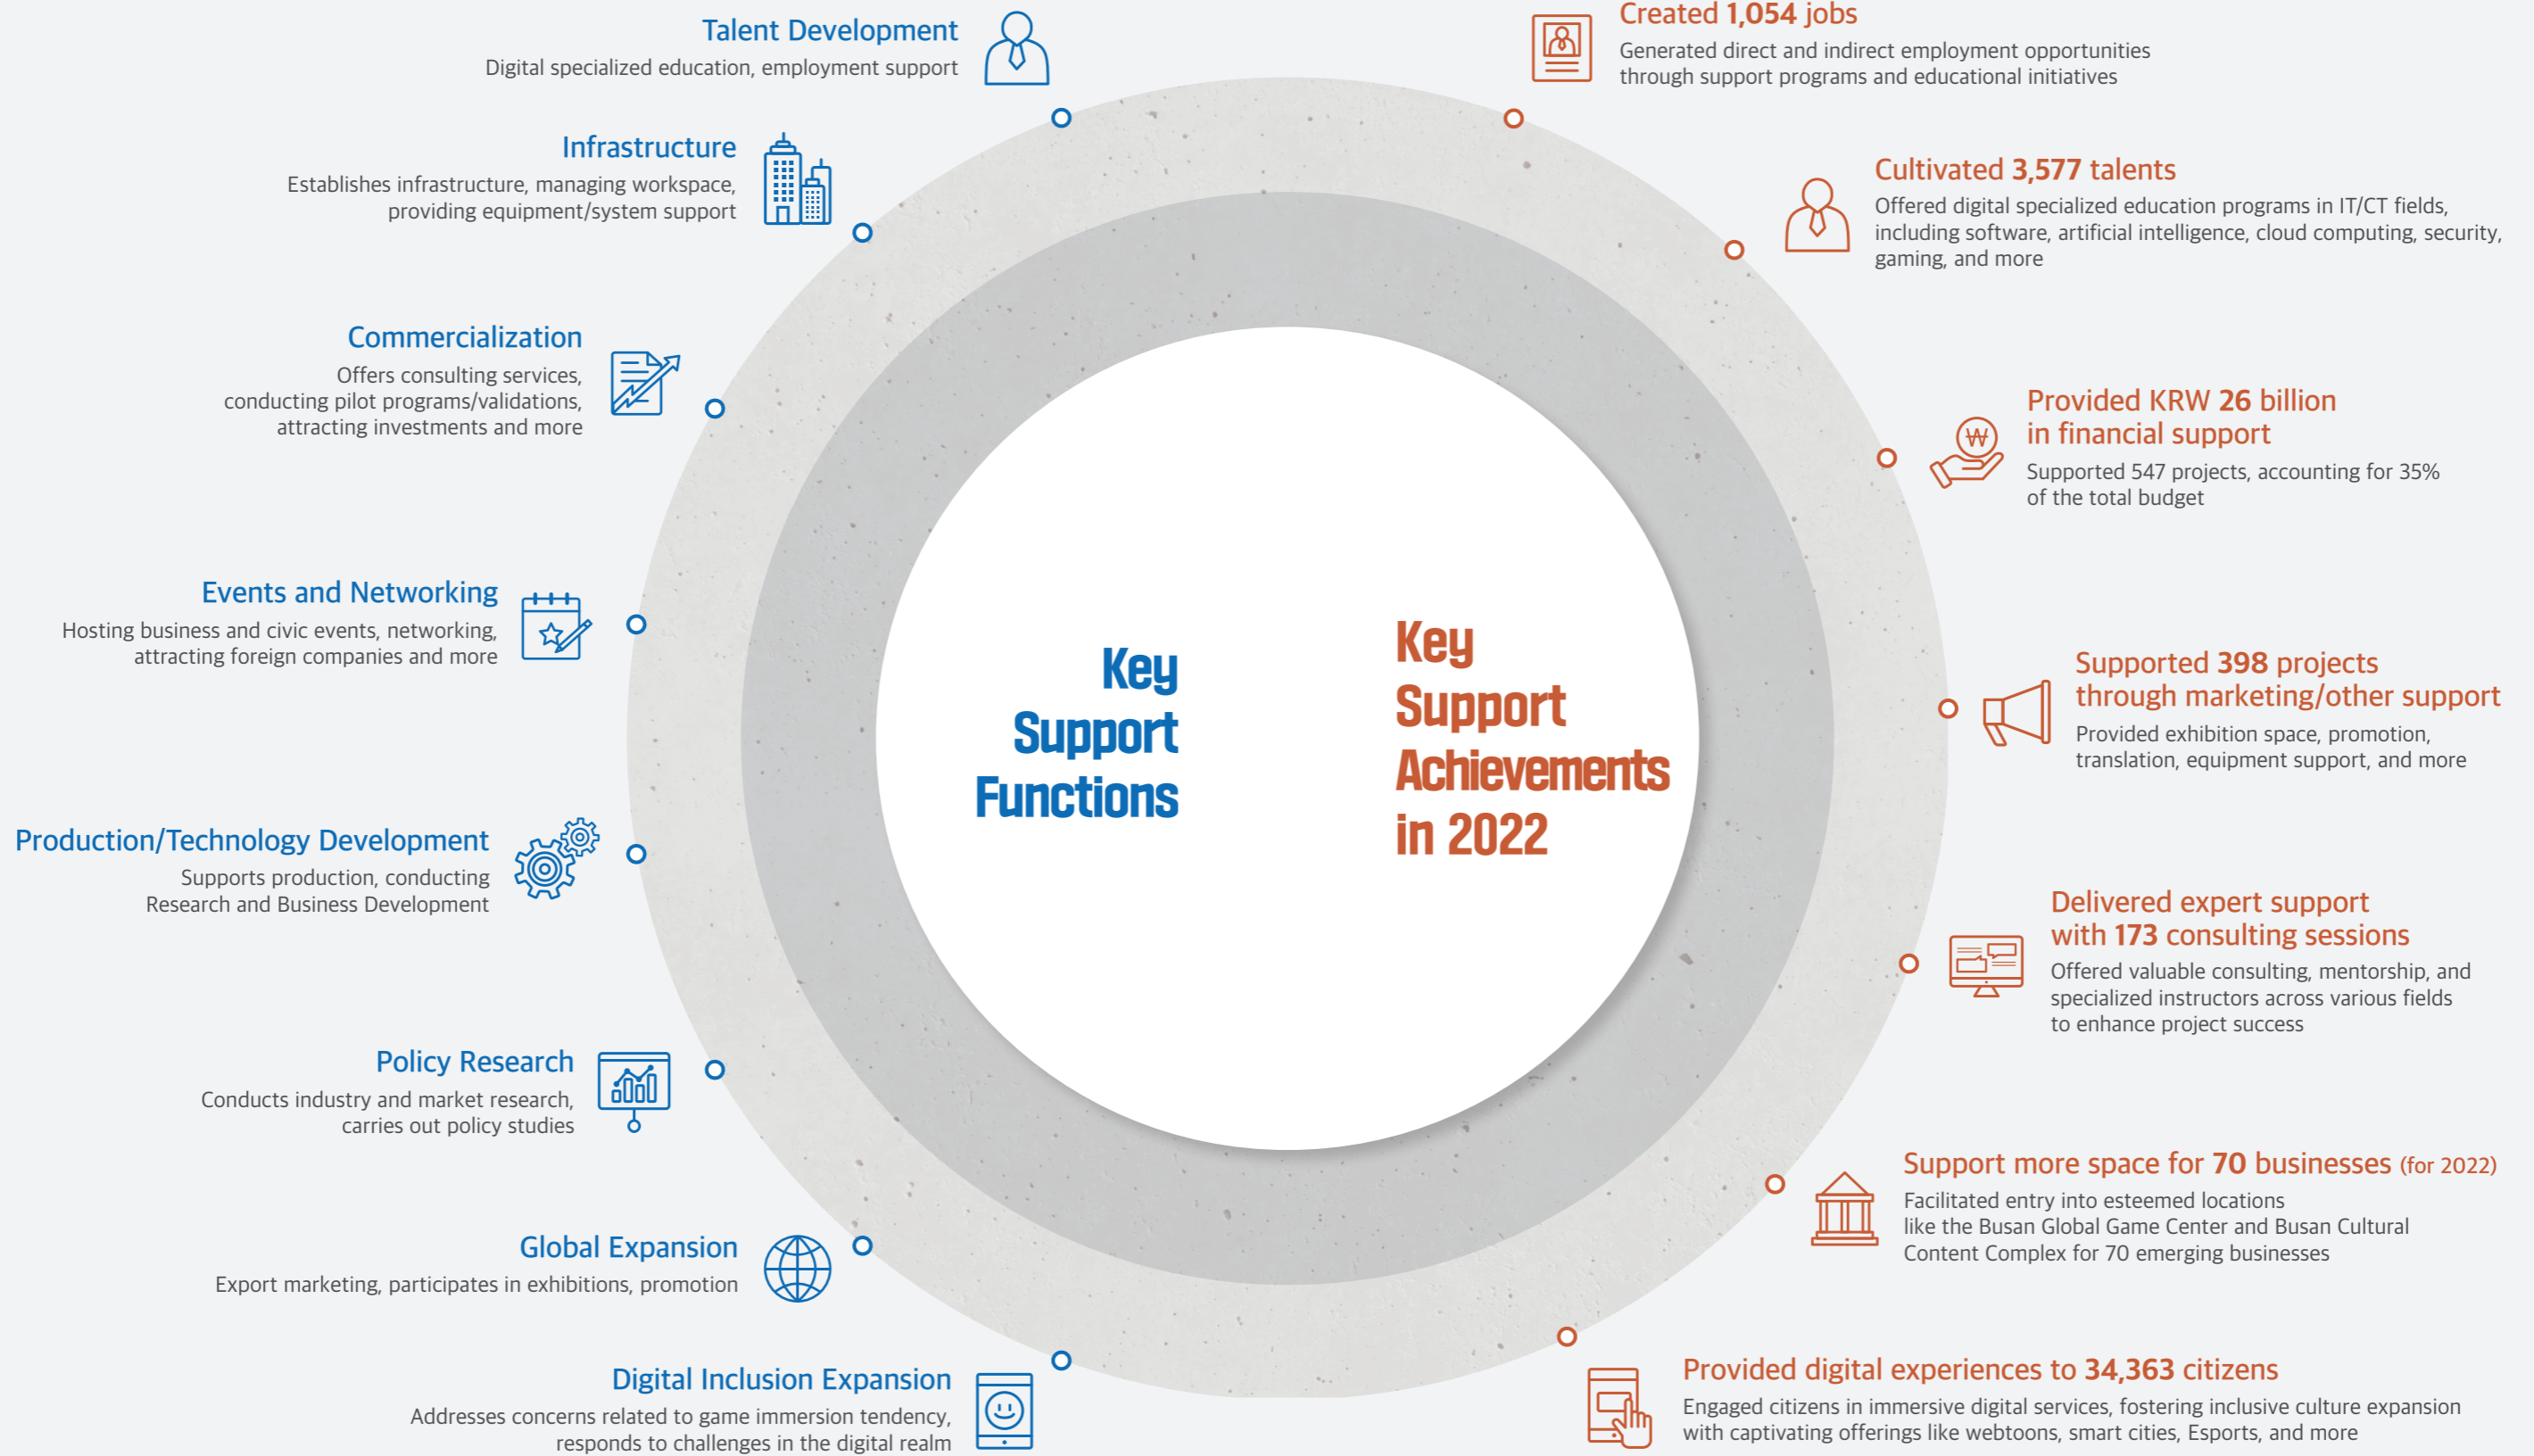 Talent Development
Digital specialized education, employment support
Infrastructure
Establishes infrastructure, managing workspace,
providing equipment/system support
Commercialization
Offers consulting services,
conducting pilot programs/validations,
attracting investments and more
Events and Networking
Hosting business and civic events, networking,
attracting foreign companies and more
Production/Technology Development
Supports production, conducting
Research and Business Development
Policy Research
Conducts industry and market research,
carries out policy studies
Global Expansion
Export marketing, participates in exhibitions, promotion
Digital Inclusion Expansion
Addresses concerns related to game immersion tendency,
responds to challenges in the digital realm
Key
Support
Functions
Key
Support
Achievements
in 2022
Created 1,054 jobs
Generated direct and indirect employment opportunities
through support programs and educational initiatives
Cultivated 3,577 talents
Offered digital specialized education programs in IT/CT fields,
including software, artificial intelligence, cloud computing, security,
gaming, and more
₩
Provided KRW 26 billion
in financial support
Supported 547 projects, accounting for 35%
of the total budget
Supported 398 projects
through marketing/other support
Provided exhibition space, promotion,
translation, equipment support, and more
Delivered expert support
with 173 consulting sessions
Offered valuable consulting, mentorship, and
specialized instructors across various fields
to enhance project success
Support more space for 70 businesses (for 2022)
Facilitated entry into esteemed locations
like the Busan Global Game Center and Busan Cultural
Content Complex for 70 emerging businesses
Provided digital experiences to 34,363 citizens
Engaged citizens in immersive digital services, fostering inclusive culture expansion
with captivating offerings like webtoons, smart cities, Esports, and more